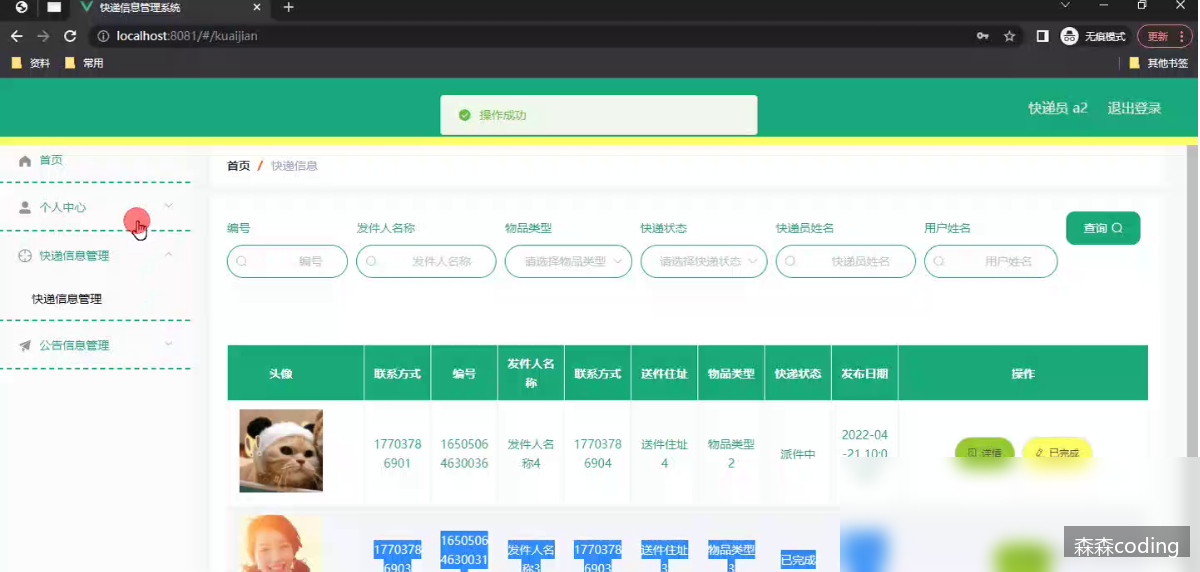 快递信息管理系统
localhost:8081/#/kuaijian
无痕模式
更新
资料
常用
其他书签
操作成功
快递员 a2
退出登录
首页
个人中心
快递信息管理
快递信息管理
公告信息管理
首页 / 快递信息
编号 发件人名称 物品类型 快递状态 快递员姓名 用户姓名
查询
编号 发件人名称 请选择物品类型 请选择快递状态 快递员姓名 用户姓名
头像 联系方式 编号 发件人名称 联系方式 送件住址 物品类型 快递状态 发布日期 操作
17703786901 16505064630036 发件人名称4 17703786904 送件住址4 物品类型2 派件中 2022-04-21 10:0 详情 已完成
17703786903 16505064630031 发件人名称3 17703786903 送件住址3 物品类型3 已完成
森森coding